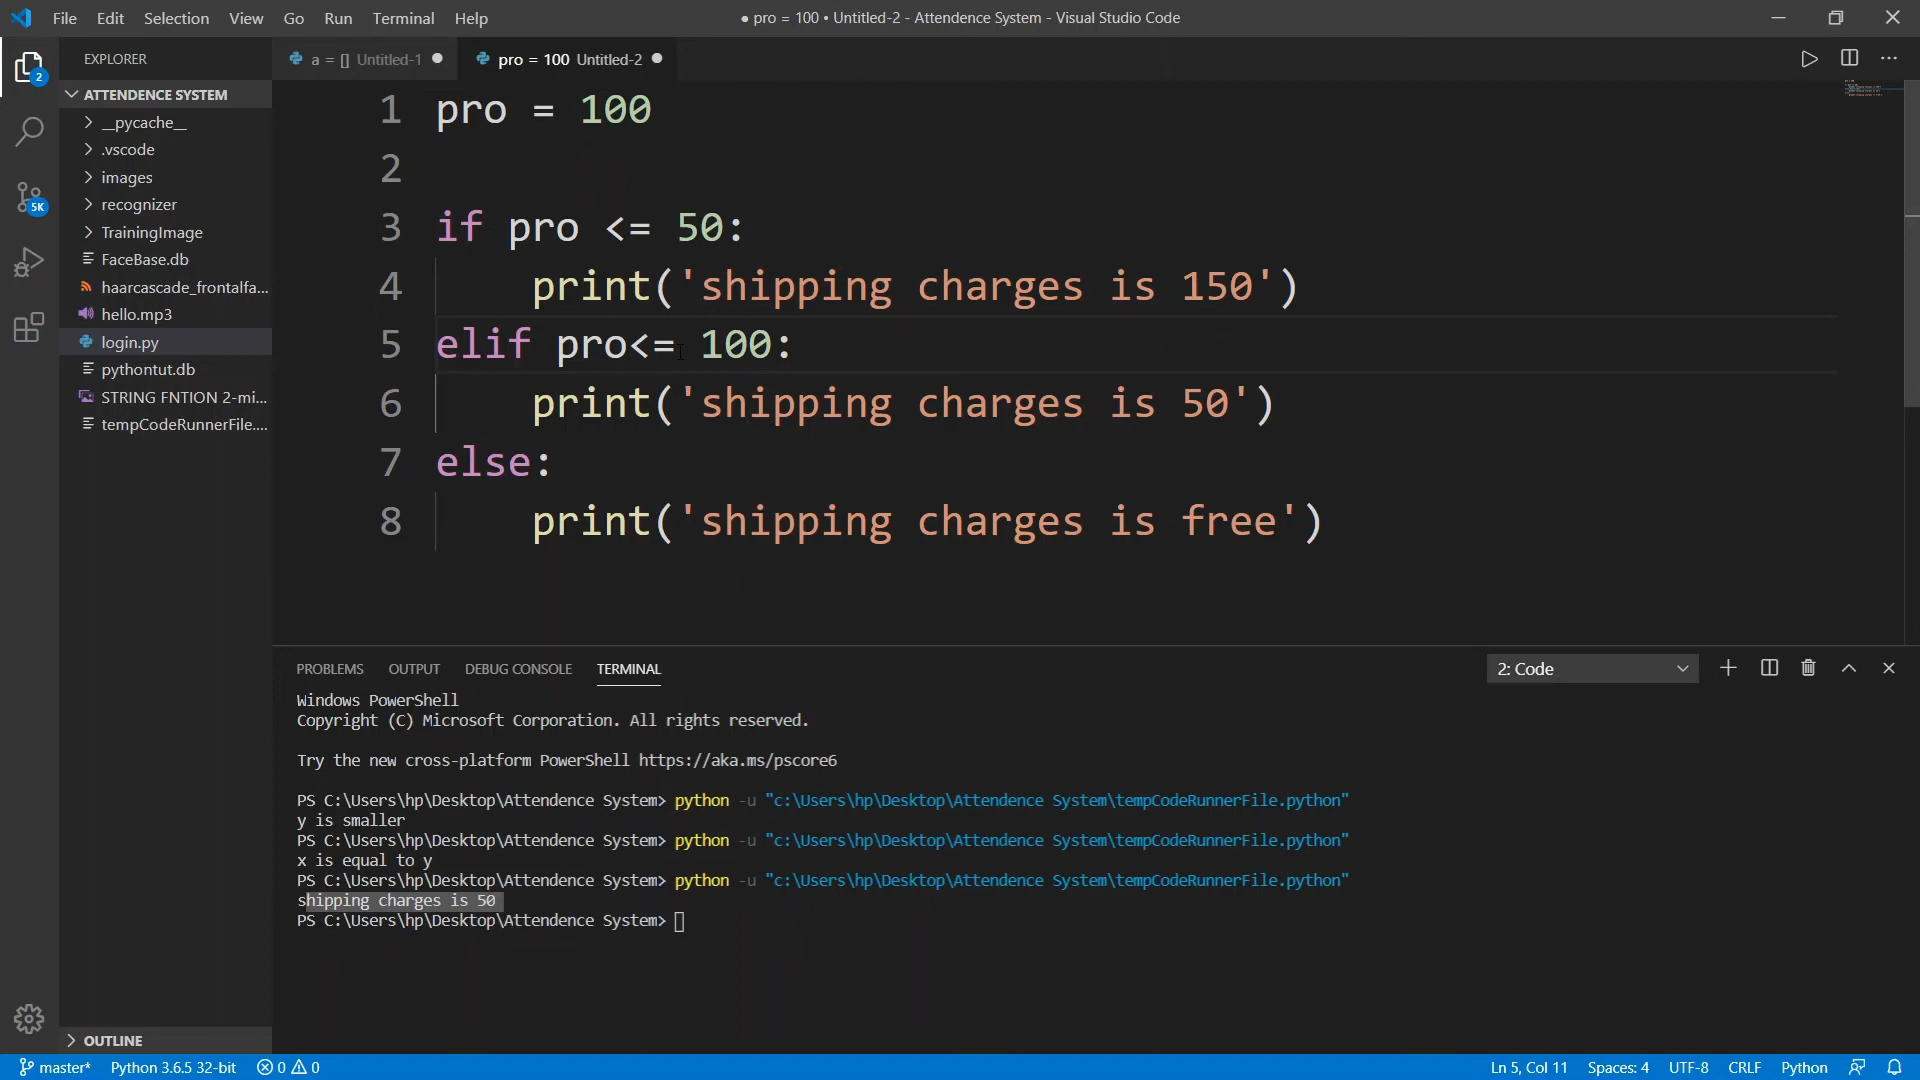 File Edit Selection View Go Run Terminal Help
● pro = 100 • Untitled-2 - Attendence System - Visual Studio Code
EXPLORER
a = [] Untitled-1
pro = 100 Untitled-2
2
5K
ATTENDENCE SYSTEM
__pycache__
.vscode
images
recognizer
TrainingImage
FaceBase.db
haarcascade_frontalfa...
hello.mp3
login.py
pythontut.db
STRING FNTION 2-mi...
tempCodeRunnerFile....
OUTLINE
1 pro = 100
2
3 if pro <= 50:
4 print('shipping charges is 150')
5 elif pro<= 100:
6 print('shipping charges is 50')
7 else:
8 print('shipping charges is free')
PROBLEMS OUTPUT DEBUG CONSOLE TERMINAL
2: Code
Windows PowerShell
Copyright (C) Microsoft Corporation. All rights reserved.
Try the new cross-platform PowerShell https://aka.ms/pscore6
PS C:\Users\hp\Desktop\Attendence System> python -u "c:\Users\hp\Desktop\Attendence System\tempCodeRunnerFile.python"
y is smaller
PS C:\Users\hp\Desktop\Attendence System> python -u "c:\Users\hp\Desktop\Attendence System\tempCodeRunnerFile.python"
x is equal to y
PS C:\Users\hp\Desktop\Attendence System> python -u "c:\Users\hp\Desktop\Attendence System\tempCodeRunnerFile.python"
shipping charges is 50
PS C:\Users\hp\Desktop\Attendence System>
master* Python 3.6.5 32-bit 0 0
Ln 5, Col 11 Spaces: 4 UTF-8 CRLF Python